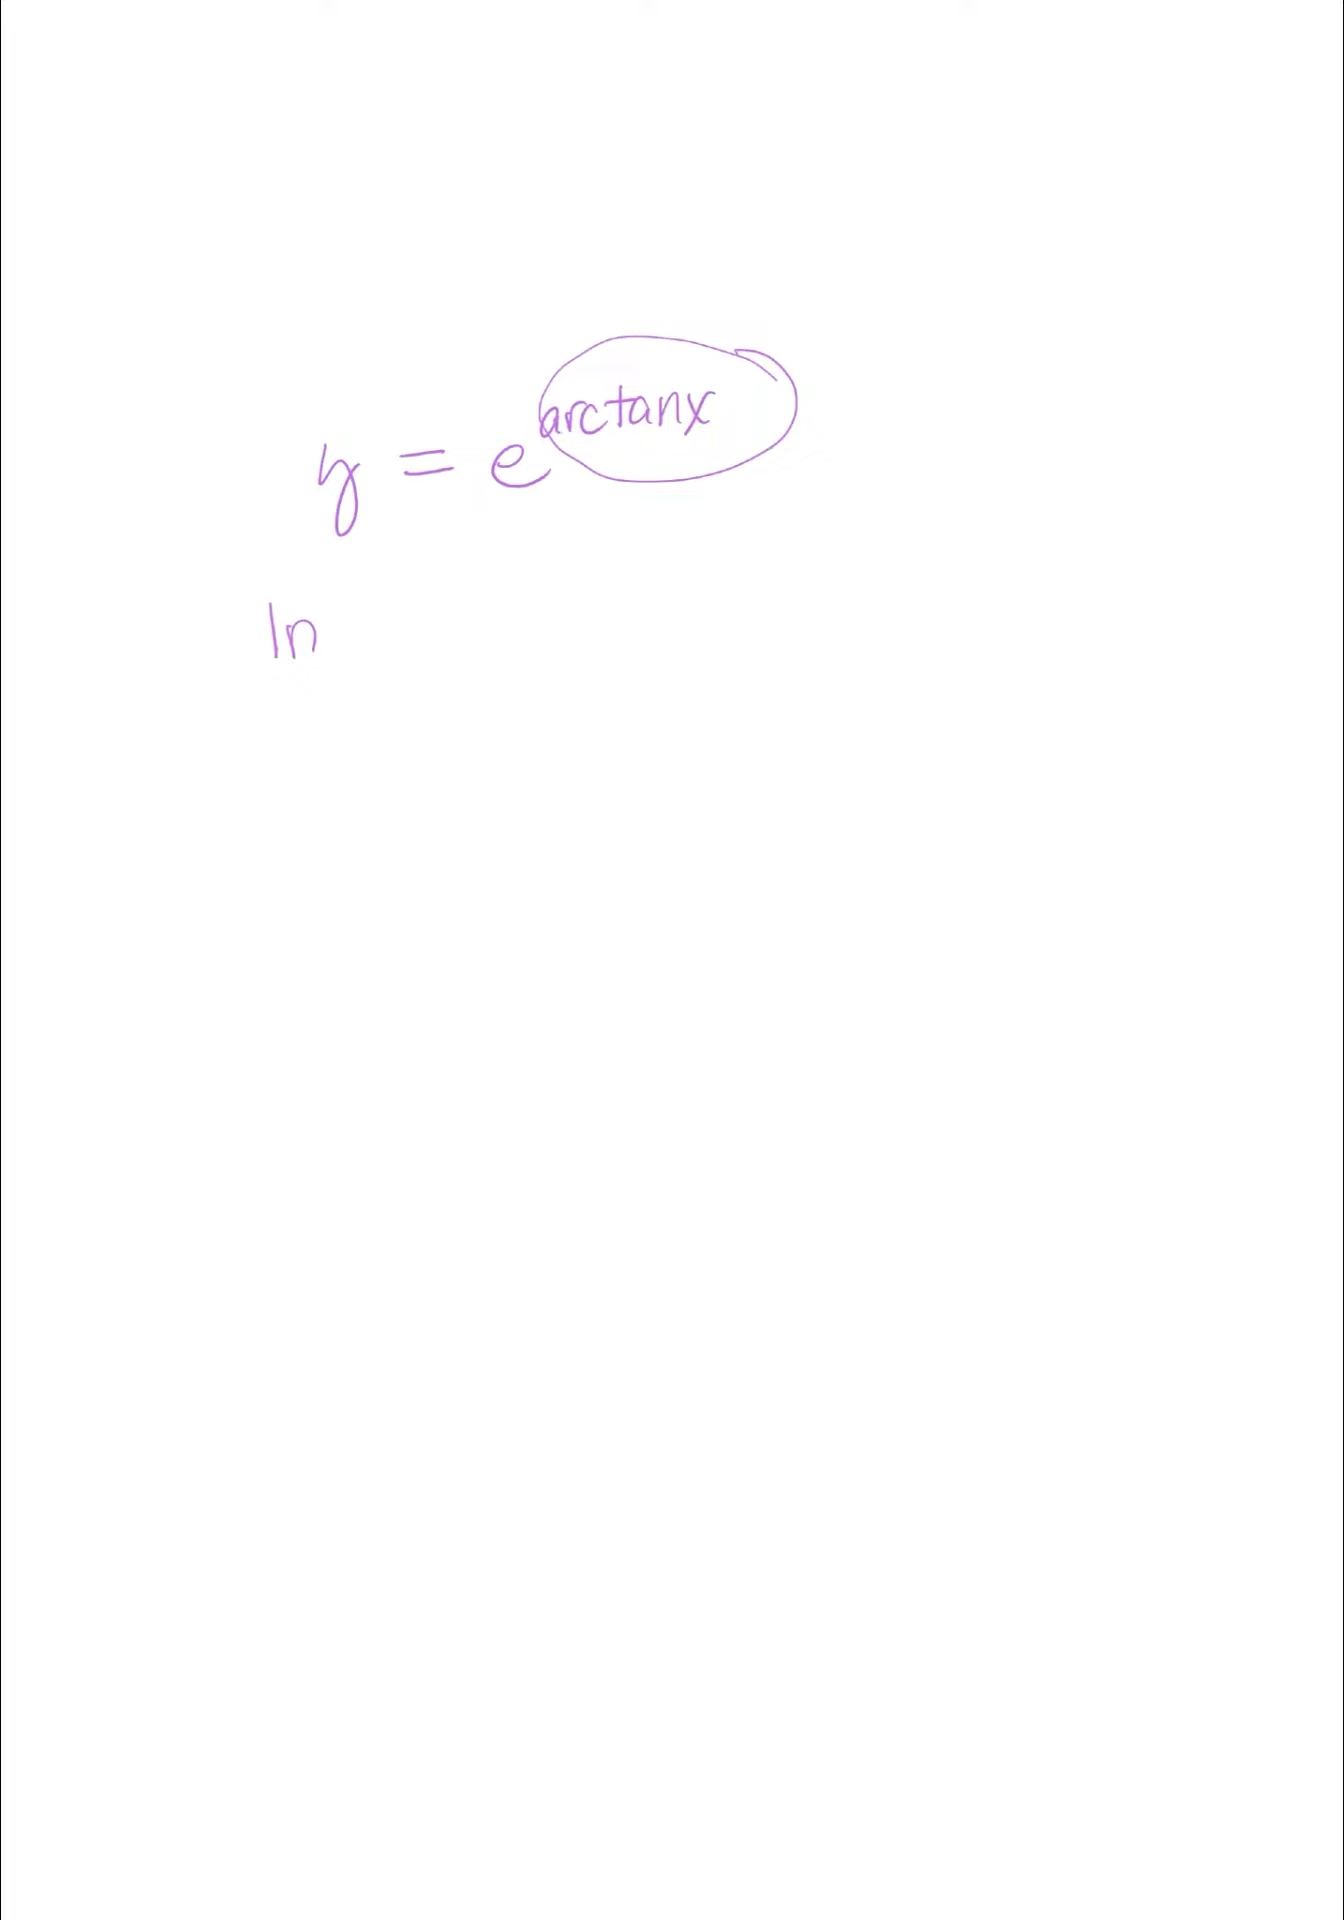 y = e^arctanx
ln